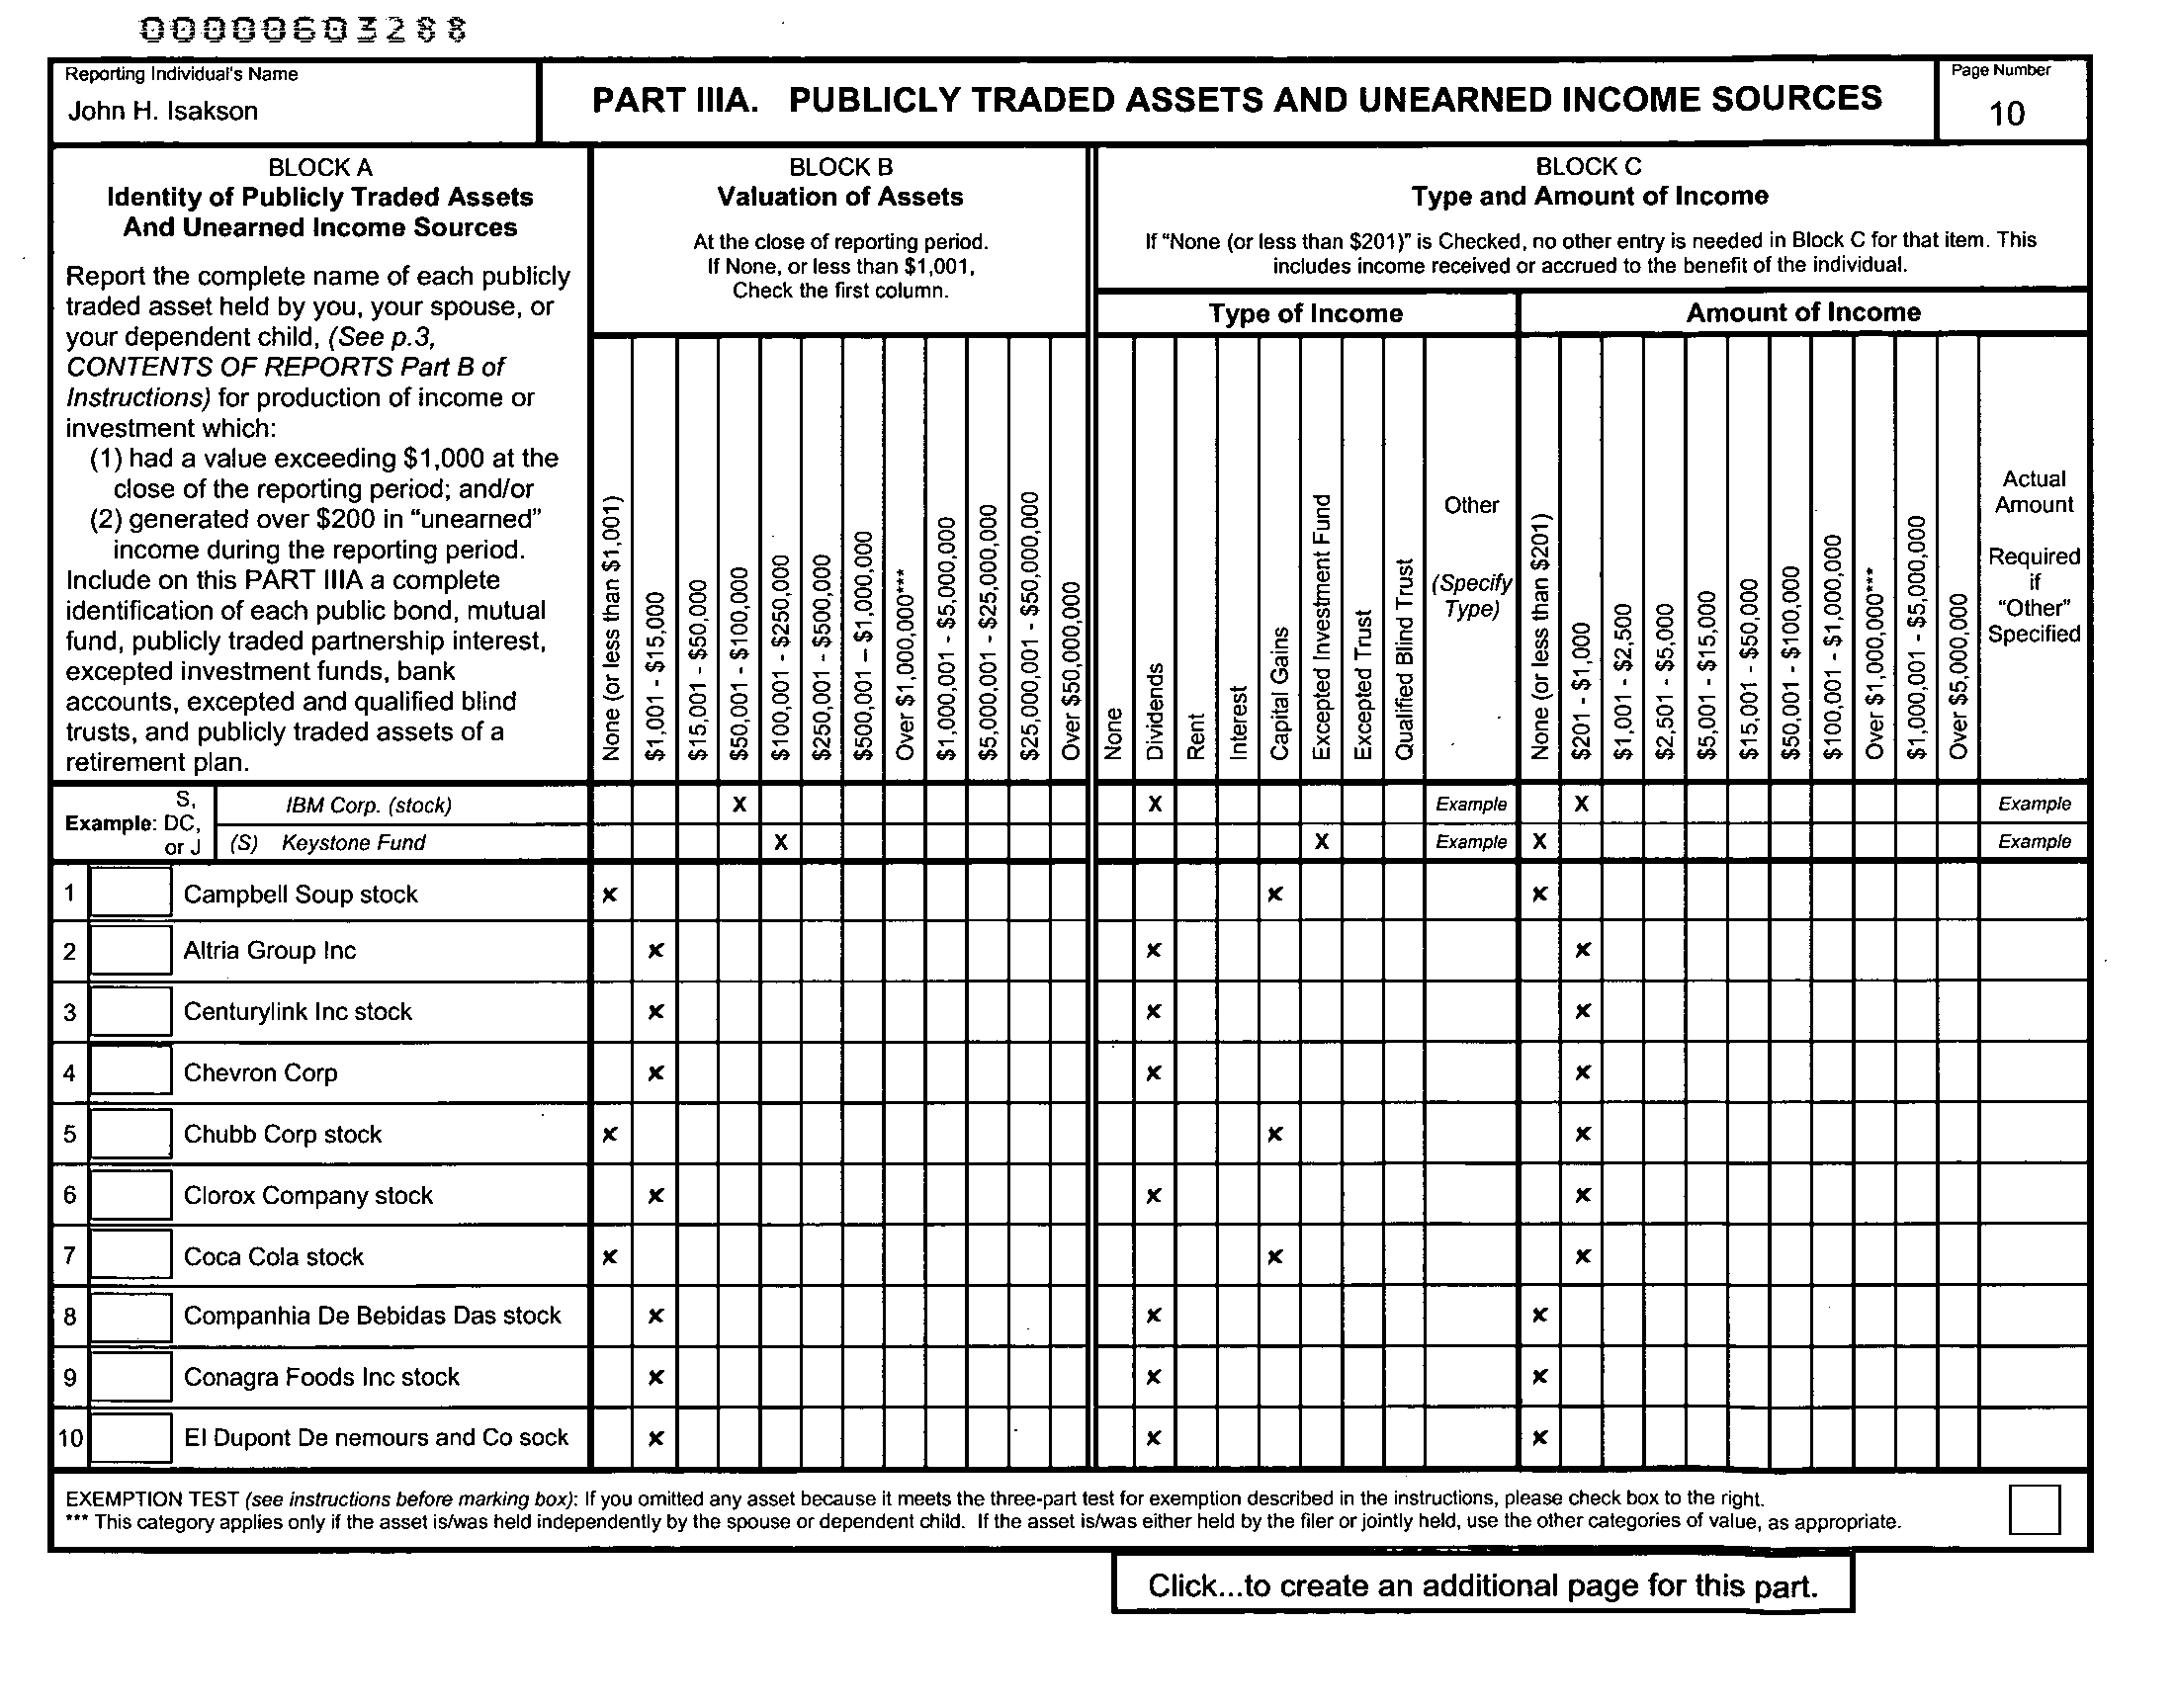 00000603288
Reporting Individual's Name
John H. Isakson
PART IIIA. PUBLICLY TRADED ASSETS AND UNEARNED INCOME SOURCES
Page Number
10
BLOCK A
Identity of Publicly Traded Assets
And Unearned Income Sources
Report the complete name of each publicly
traded asset held by you, your spouse, or
your dependent child, (See p.3,
CONTENTS OF REPORTS Part B of
Instructions) for production of income or
investment which:
(1) had a value exceeding $1,000 at the
close of the reporting period; and/or
(2) generated over $200 in “unearned”
income during the reporting period.
Include on this PART IIIA a complete
identification of each public bond, mutual
fund, publicly traded partnership interest,
excepted investment funds, bank
accounts, excepted and qualified blind
trusts, and publicly traded assets of a
retirement plan.
BLOCK B
Valuation of Assets
At the close of reporting period.
If None, or less than $1,001,
Check the first column.
BLOCK C
Type and Amount of Income
If “None (or less than $201)” is Checked, no other entry is needed in Block C for that item. This
includes income received or accrued to the benefit of the individual.
Type of Income
Amount of Income
None (or less than $1,001)
$1,001 - $15,000
$15,001 - $50,000
$50,001 - $100,000
$100,001 - $250,000
$250,001 - $500,000
$500,001 – $1,000,000
Over $1,000,000***
$1,000,001 - $5,000,000
$5,000,001 - $25,000,000
$25,000,001 - $50,000,000
Over $50,000,000
None
Dividends
Rent
Interest
Capital Gains
Excepted Investment Fund
Excepted Trust
Qualified Blind Trust
Other
(Specify
Type)
None (or less than $201)
$201 - $1,000
$1,001 - $2,500
$2,501 - $5,000
$5,001 - $15,000
$15,001 - $50,000
$50,001 - $100,000
$100,001 - $1,000,000
Over $1,000,000***
$1,000,001 - $5,000,000
Over $5,000,000
Actual
Amount
Required
if
“Other”
Specified
Example: S, DC, or J
IBM Corp. (stock) X X Example X Example
(S) Keystone Fund X X Example X Example
1 Campbell Soup stock x x x
2 Altria Group Inc x x x
3 Centurylink Inc stock x x x
4 Chevron Corp x x x
5 Chubb Corp stock x x x
6 Clorox Company stock x x x
7 Coca Cola stock x x x
8 Companhia De Bebidas Das stock x x x
9 Conagra Foods Inc stock x x x
10 EI Dupont De nemours and Co sock x x x
EXEMPTION TEST (see instructions before marking box): If you omitted any asset because it meets the three-part test for exemption described in the instructions, please check box to the right.
*** This category applies only if the asset is/was held independently by the spouse or dependent child. If the asset is/was either held by the filer or jointly held, use the other categories of value, as appropriate.
Click...to create an additional page for this part.